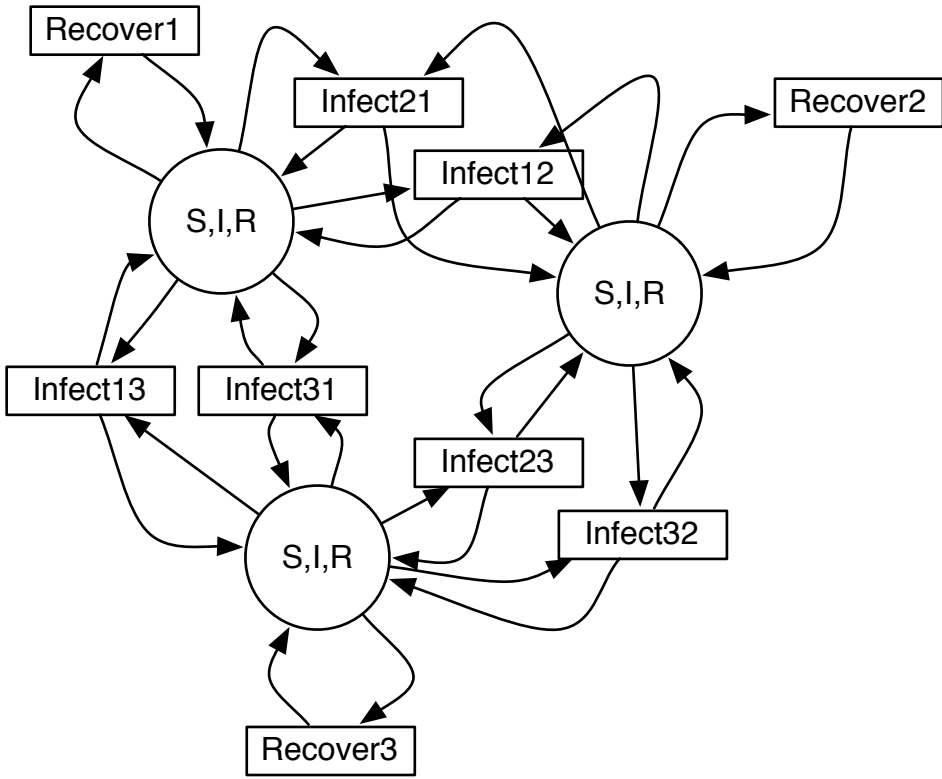 Recover1
Infect21
Recover2
Infect12
S,I,R
S,I,R
Infect13
Infect31
Infect23
Infect32
S,I,R
Recover3